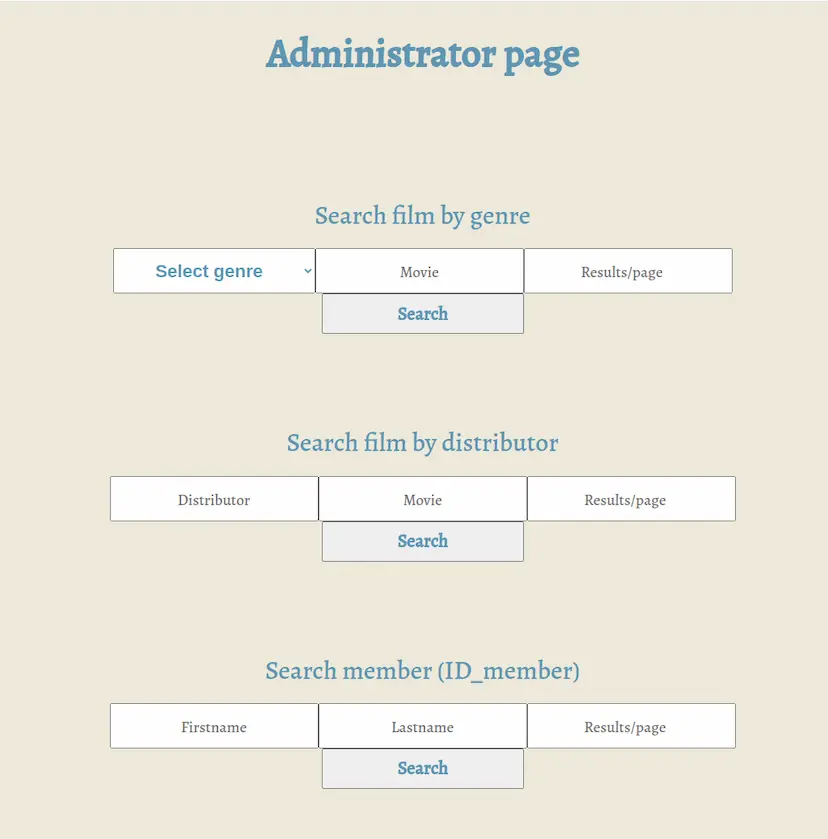 Administrator page
Search film by genre
Select genre Movie Results/page
Search
Search film by distributor
Distributor Movie Results/page
Search
Search member (ID_member)
Firstname Lastname Results/page
Search